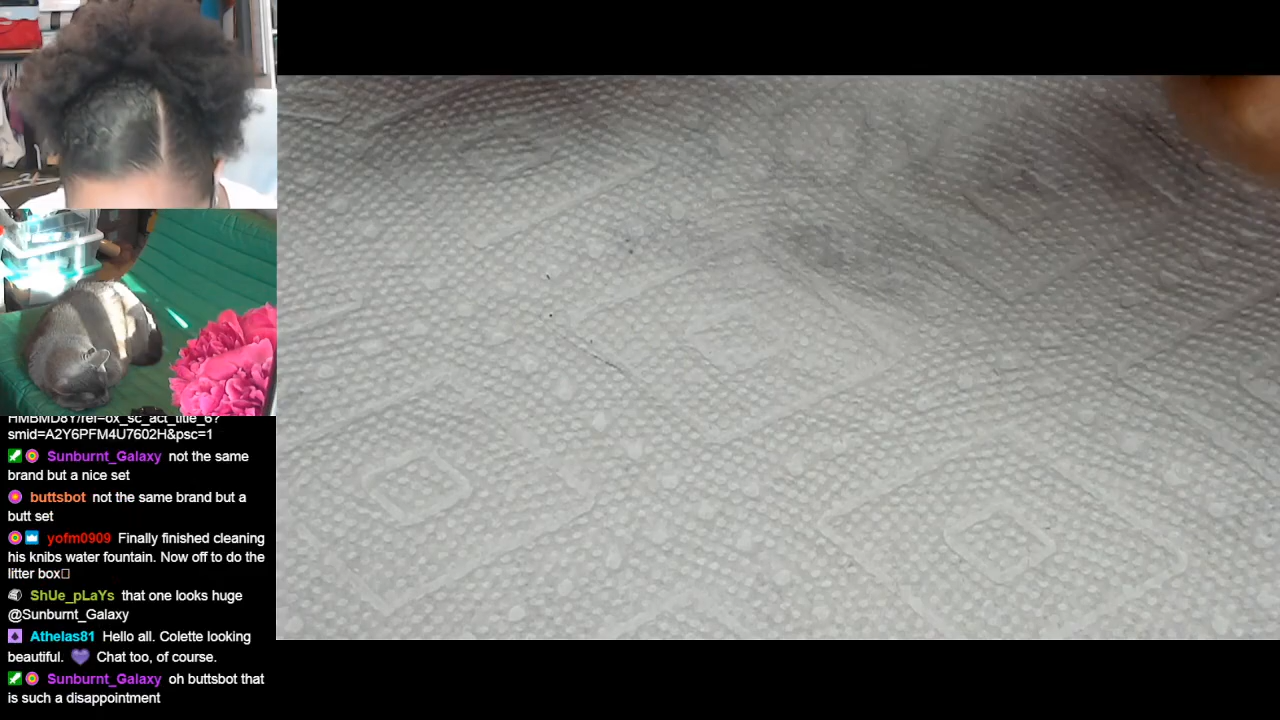 HMBMD8Y/ref=ox_sc_act_title_6?
smid=A2Y6PFM4U7602H&psc=1
Sunburnt_Galaxy not the same
brand but a nice set
buttsbot not the same brand but a
butt set
yofm0909 Finally finished cleaning
his knibs water fountain. Now off to do the
litter box
ShUe_pLaYs that one looks huge
@Sunburnt_Galaxy
Athelas81 Hello all. Colette looking
beautiful. 💜 Chat too, of course.
Sunburnt_Galaxy oh buttsbot that
is such a disappointment